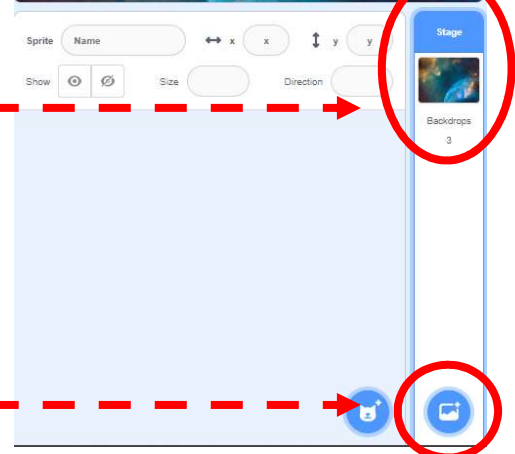 Sprite Name x x y y
Show Size Direction
Stage
Backdrops
3